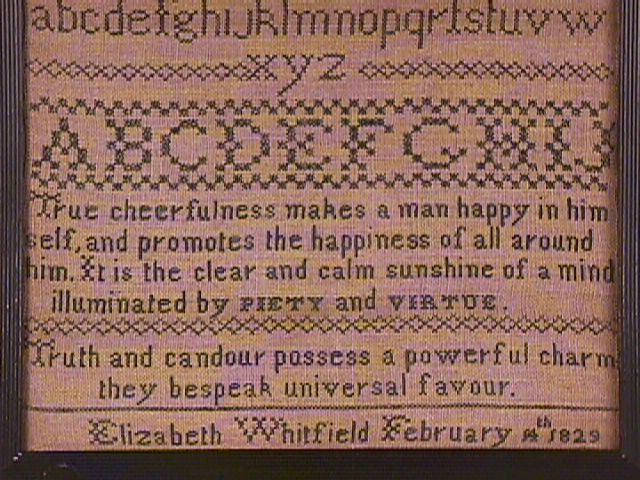 abcdefghijklmnopqrſstuvw
xyz
ABCDEFGHIJ
True cheerfulness makes a man happy in him
self, and promotes the happiness of all around
him. It is the clear and calm sunshine of a mind
illuminated by PIETY and VIRTUE.
Truth and candour possess a powerful charm
they bespeak universal favour.
Elizabeth Whitfield February 4th 1829